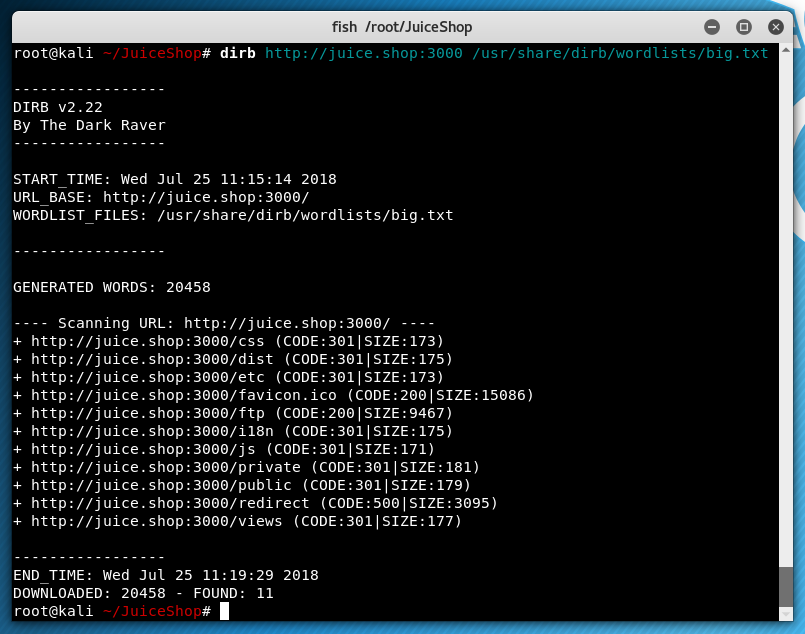 fish /root/JuiceShop
root@kali ~/JuiceShop# dirb http://juice.shop:3000 /usr/share/dirb/wordlists/big.txt
-----------------
DIRB v2.22
By The Dark Raver
-----------------
START_TIME: Wed Jul 25 11:15:14 2018
URL_BASE: http://juice.shop:3000/
WORDLIST_FILES: /usr/share/dirb/wordlists/big.txt
-----------------
GENERATED WORDS: 20458
---- Scanning URL: http://juice.shop:3000/ ----
+ http://juice.shop:3000/css (CODE:301|SIZE:173)
+ http://juice.shop:3000/dist (CODE:301|SIZE:175)
+ http://juice.shop:3000/etc (CODE:301|SIZE:173)
+ http://juice.shop:3000/favicon.ico (CODE:200|SIZE:15086)
+ http://juice.shop:3000/ftp (CODE:200|SIZE:9467)
+ http://juice.shop:3000/i18n (CODE:301|SIZE:175)
+ http://juice.shop:3000/js (CODE:301|SIZE:171)
+ http://juice.shop:3000/private (CODE:301|SIZE:181)
+ http://juice.shop:3000/public (CODE:301|SIZE:179)
+ http://juice.shop:3000/redirect (CODE:500|SIZE:3095)
+ http://juice.shop:3000/views (CODE:301|SIZE:177)
-----------------
END_TIME: Wed Jul 25 11:19:29 2018
DOWNLOADED: 20458 - FOUND: 11
root@kali ~/JuiceShop#